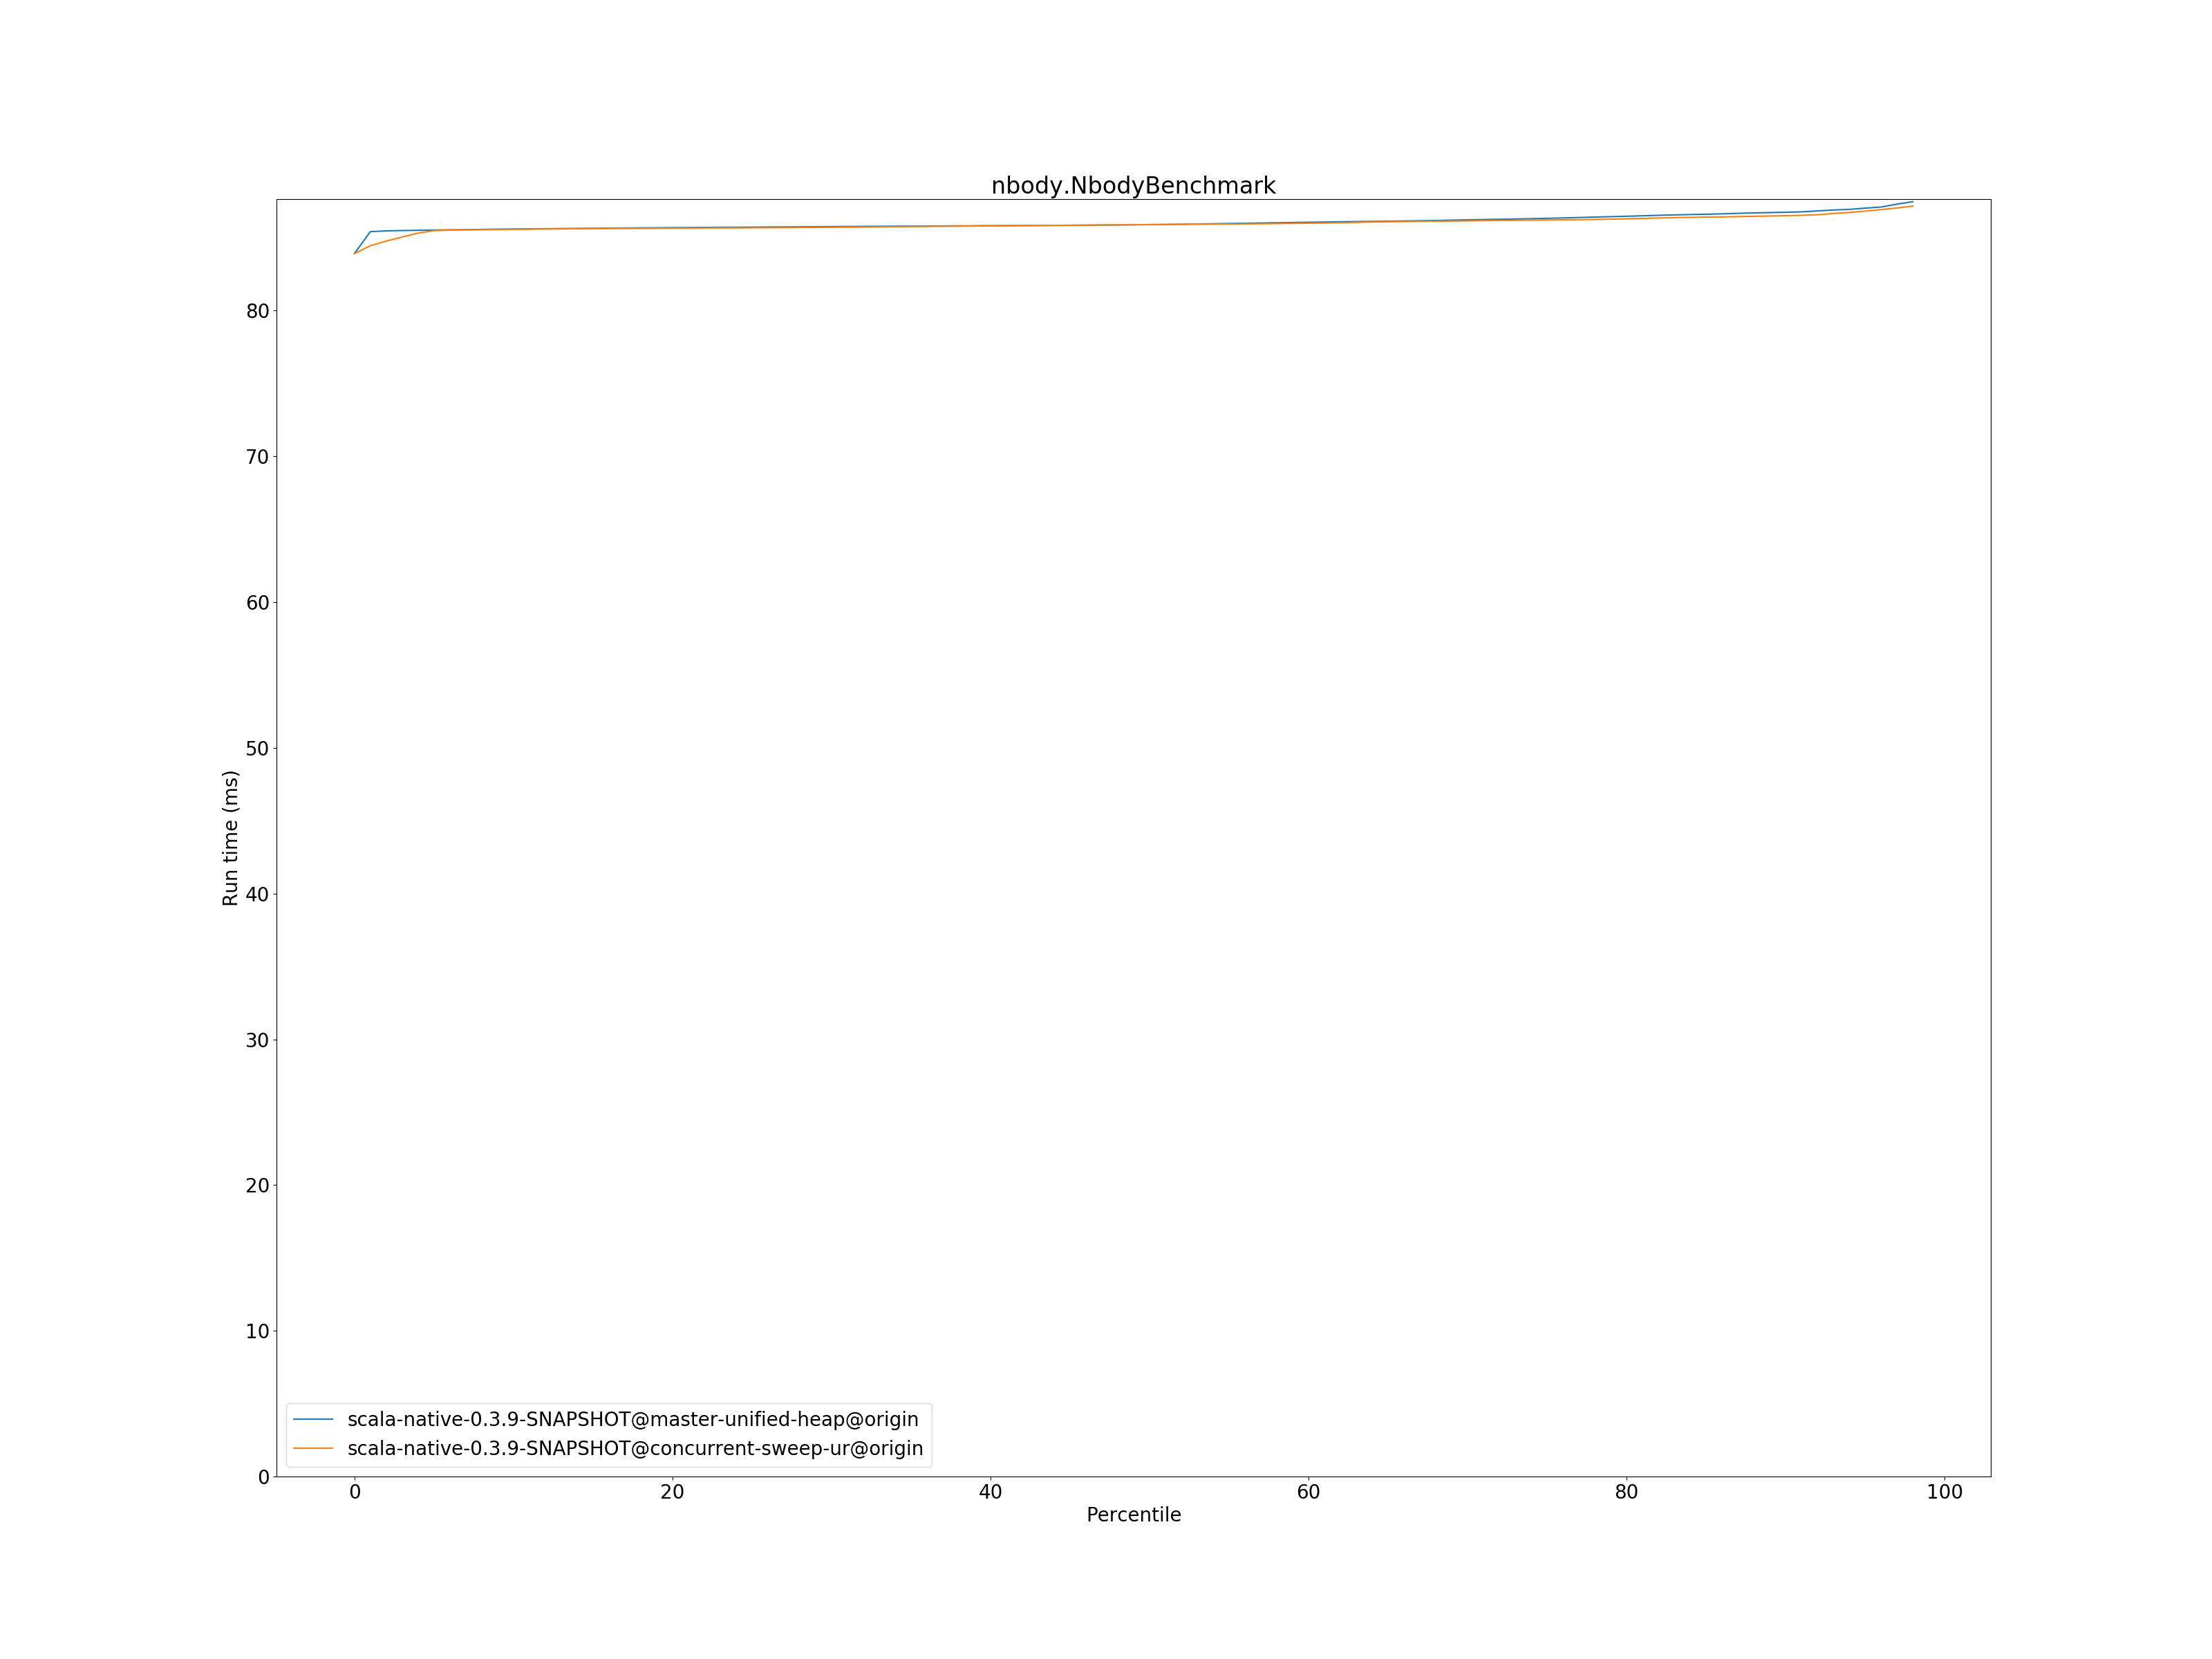 nbody.NbodyBenchmark
Run time (ms)
80
70
60
50
40
30
20
10
0
scala-native-0.3.9-SNAPSHOT@master-unified-heap@origin
scala-native-0.3.9-SNAPSHOT@concurrent-sweep-ur@origin
0 20 40 60 80 100
Percentile